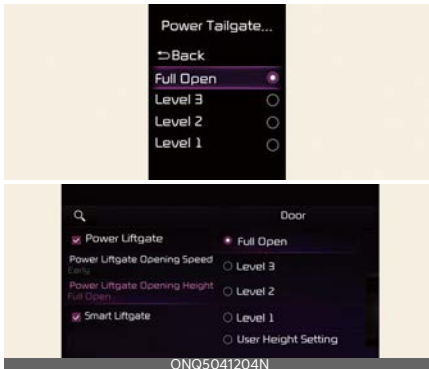 Power Tailgate...
Back
Full Open
Level 3
Level 2
Level 1
Door
Power Liftgate
Power Liftgate Opening Speed
Early
Power Liftgate Opening Height
Full Open
Smart Liftgate
Full Open
Level 3
Level 2
Level 1
User Height Setting
ONQ5041204N